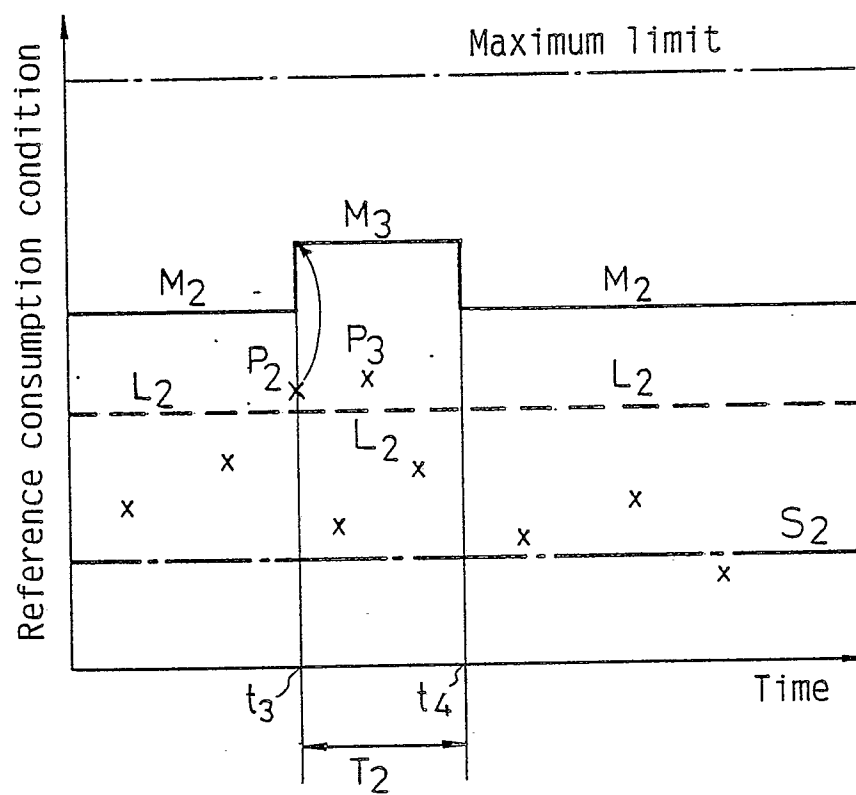 Maximum limit
Reference consumption condition
M3
M2
M2
P2
P3
L2
L2
L2
S2
t3
t4
Time
T2